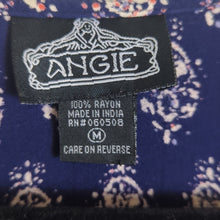 ANGIE
100% RAYON
MADE IN INDIA
RN#060508
M
CARE ON REVERSE